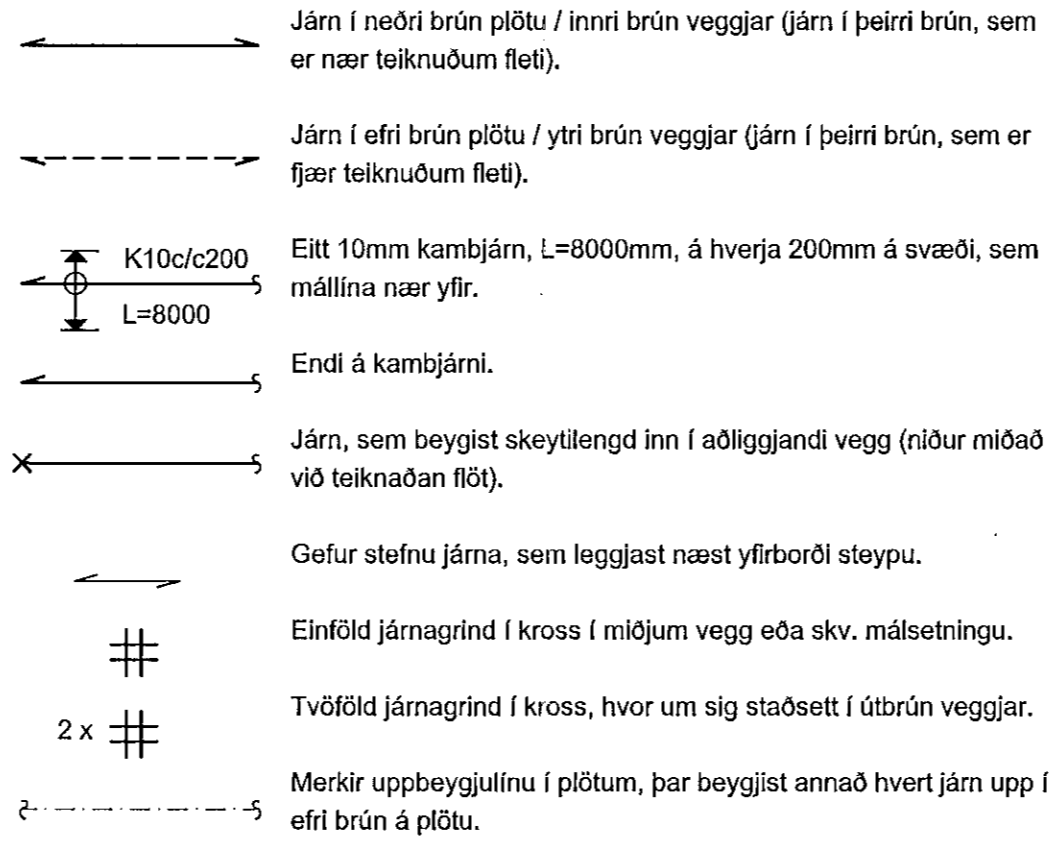 Járn í neðri brún plötu / innri brún veggjar (járn í þeirri brún, sem
er nær teiknuðum fleti).
Járn í efri brún plötu / ytri brún veggjar (járn í þeirri brún, sem er
fjær teiknuðum fleti).
K10c/c200
L=8000
Eitt 10mm kambjárn, L=8000mm, á hverja 200mm á svæði, sem
mállína nær yfir.
Endi á kambjárni.
Járn, sem beygist skeytilengd inn í aðliggjandi vegg (niður miðað
við teiknaðan flöt).
Gefur stefnu járna, sem leggjast næst yfirborði steypu.
Einföld járnagrind í kross í miðjum vegg eða skv. málsetningu.
2 x
Tvöföld járnagrind í kross, hvor um sig staðsett í útbrún veggjar.
Merkir uppbeygjulínu í plötum, þar beygjist annað hvert járn upp í
efri brún á plötu.